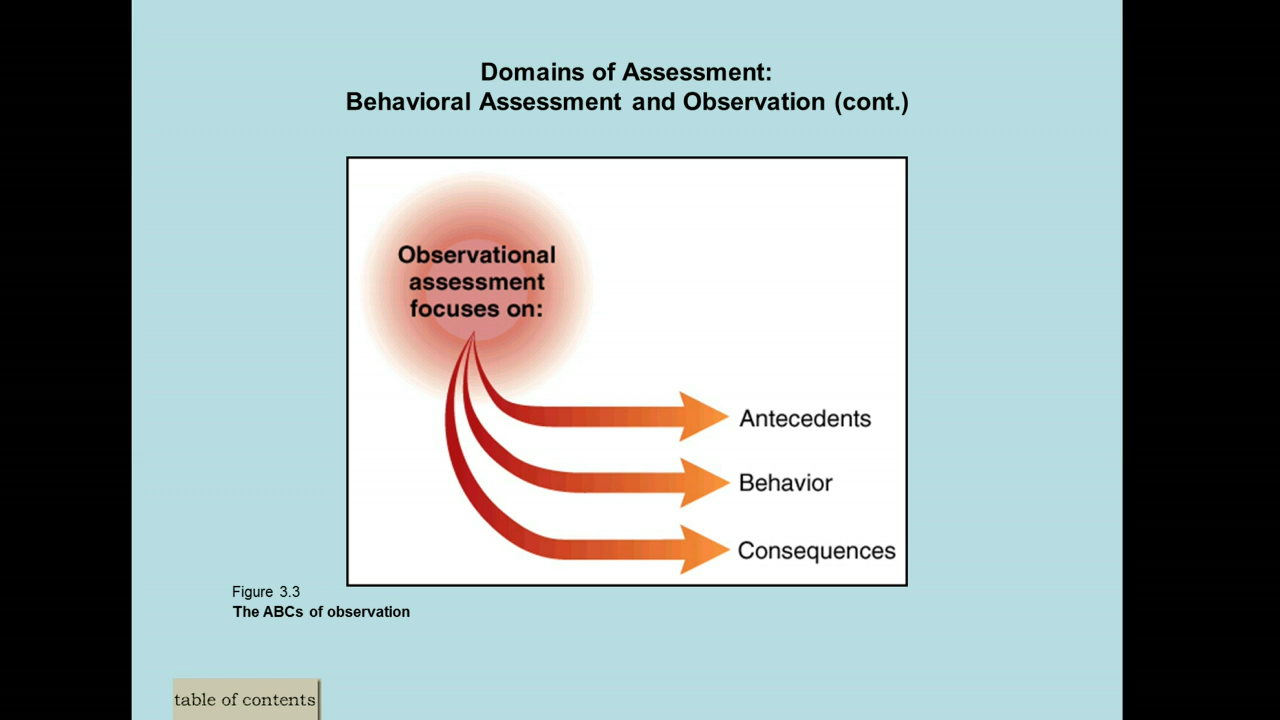 Domains of Assessment:
Behavioral Assessment and Observation (cont.)
Observational
assessment
focuses on:
Antecedents
Behavior
Consequences
Figure 3.3
The ABCs of observation
table of contents